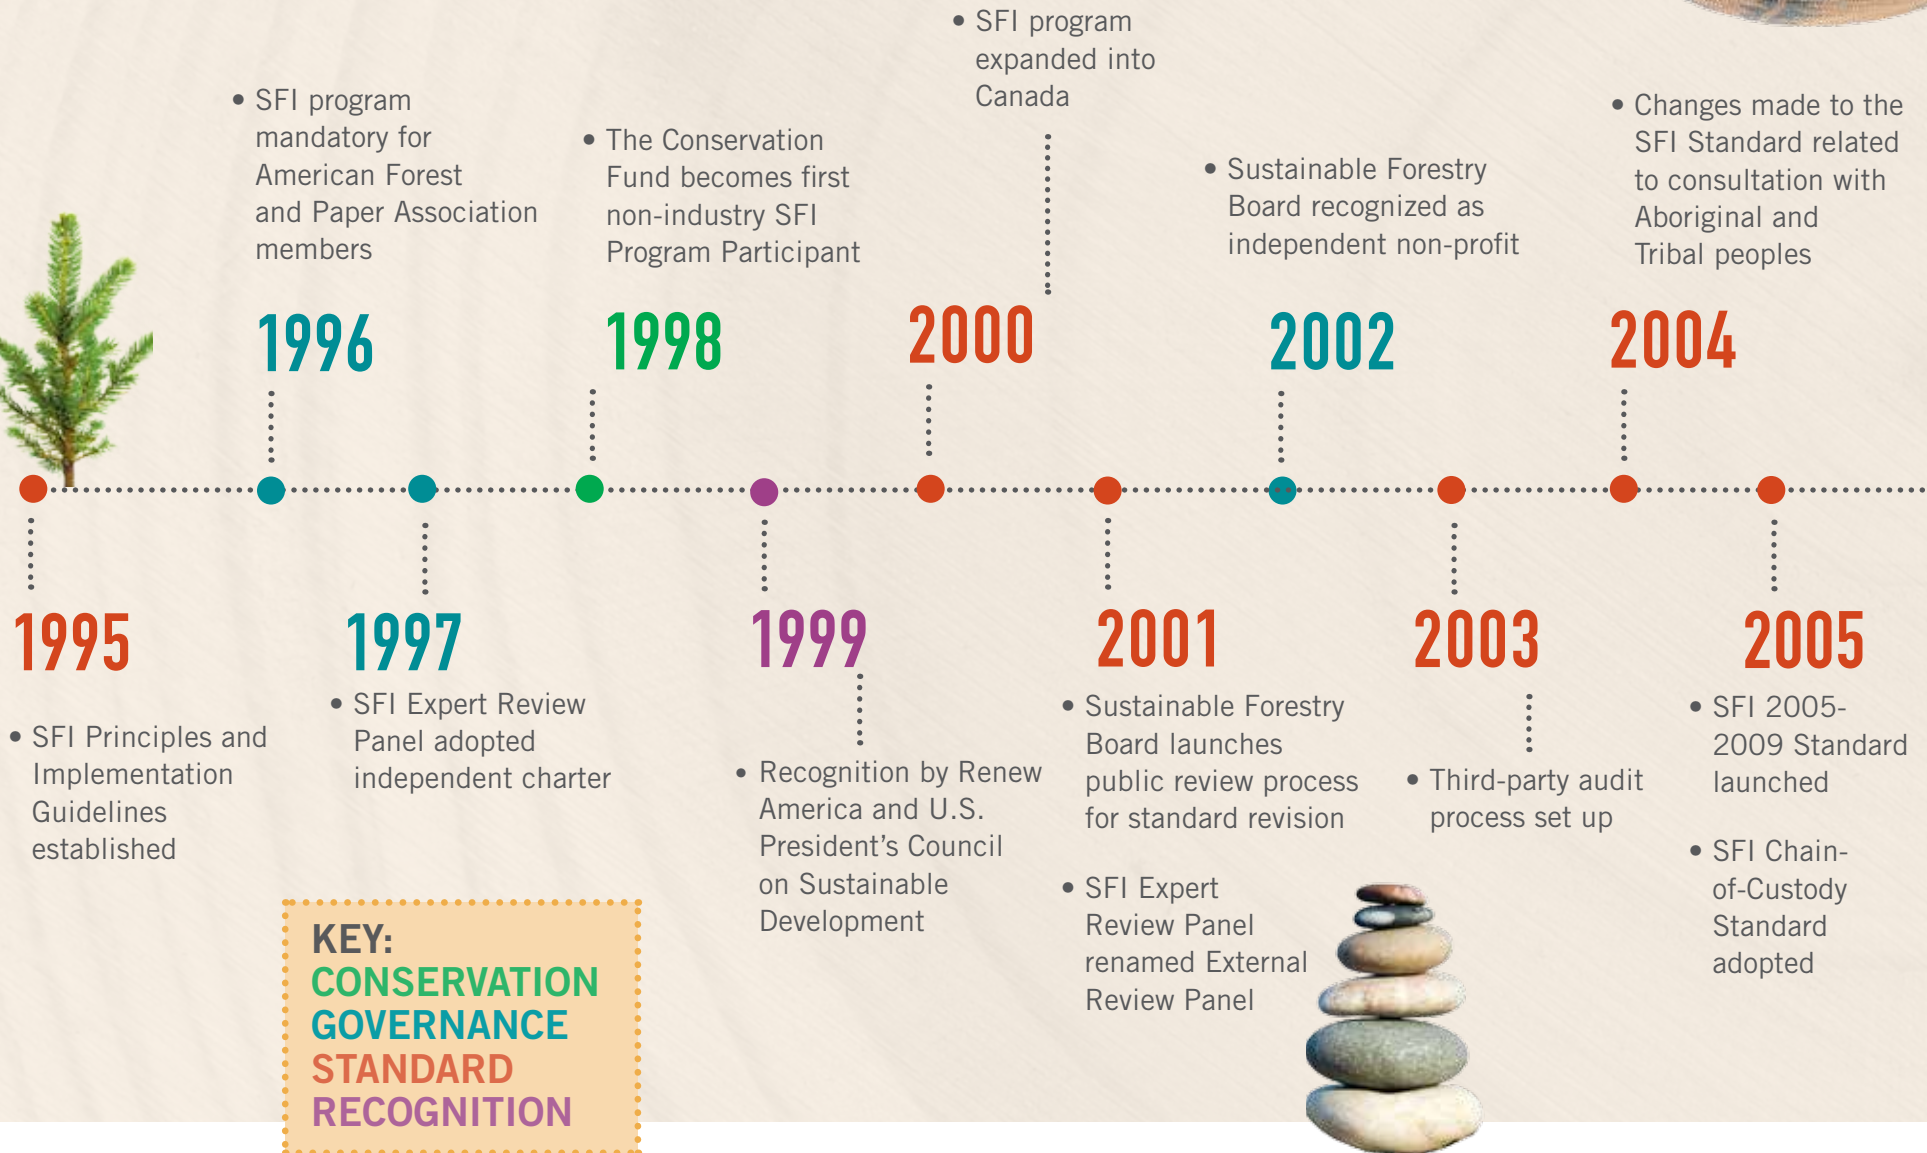 • SFI program
expanded into
Canada
• SFI program
mandatory for
American Forest
and Paper Association
members
• The Conservation
Fund becomes first
non-industry SFI
Program Participant
• Sustainable Forestry
Board recognized as
independent non-profit
• Changes made to the
SFI Standard related
to consultation with
Aboriginal and
Tribal peoples
1996
1998
2000
2002
2004
1995
1997
1999
2001
2003
2005
• SFI Principles and
Implementation
Guidelines
established
• SFI Expert Review
Panel adopted
independent charter
• Recognition by Renew
America and U.S.
President’s Council
on Sustainable
Development
• Sustainable Forestry
Board launches
public review process
for standard revision
• SFI Expert
Review Panel
renamed External
Review Panel
• Third-party audit
process set up
• SFI 2005-
2009 Standard
launched
• SFI Chain-
of-Custody
Standard
adopted
KEY:
CONSERVATION
GOVERNANCE
STANDARD
RECOGNITION